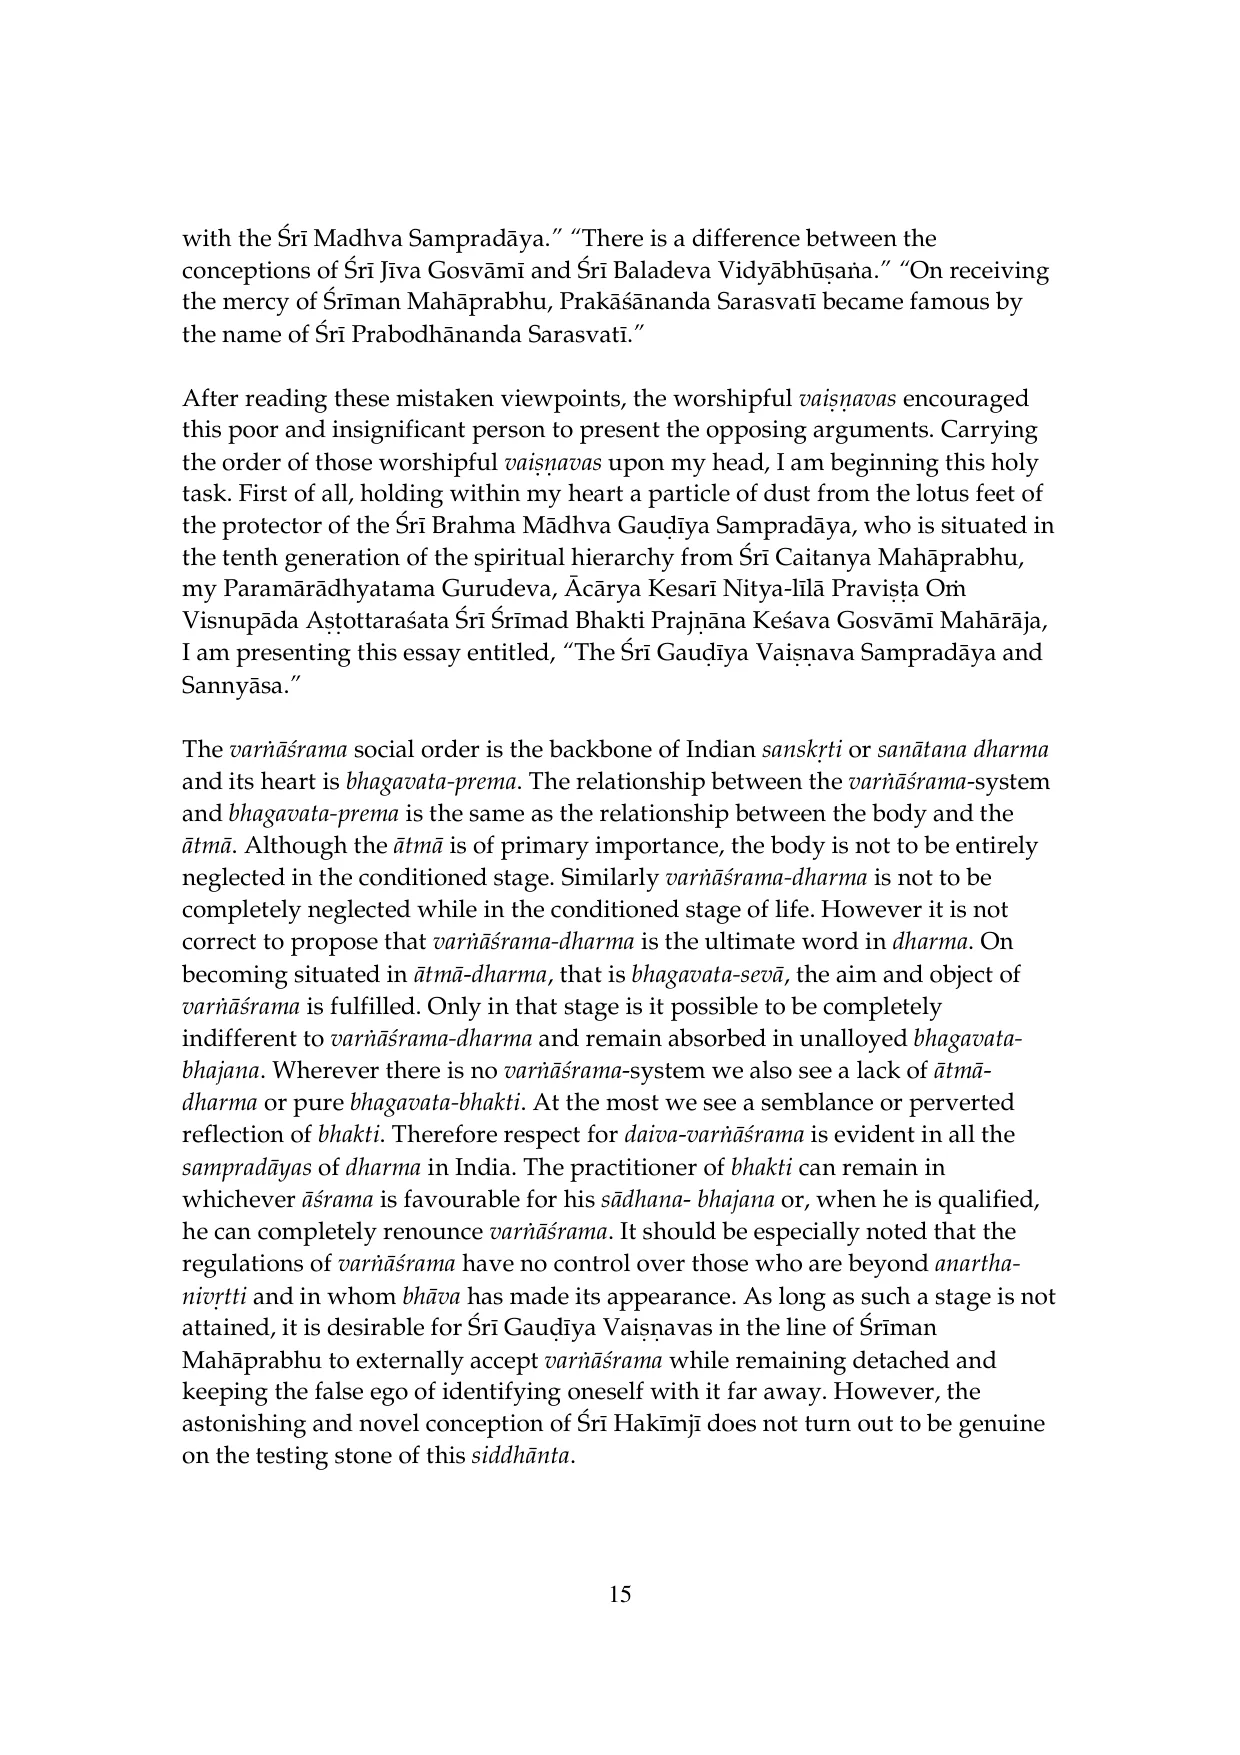 with the Śrī Madhva Sampradāya.” “There is a difference between the
conceptions of Śrī Jīva Gosvāmī and Śrī Baladeva Vidyābhūṣaṅa.” “On receiving
the mercy of Śrīman Mahāprabhu, Prakāśānanda Sarasvatī became famous by
the name of Śrī Prabodhānanda Sarasvatī.”
After reading these mistaken viewpoints, the worshipful vaiṣṇavas encouraged
this poor and insignificant person to present the opposing arguments. Carrying
the order of those worshipful vaiṣṇavas upon my head, I am beginning this holy
task. First of all, holding within my heart a particle of dust from the lotus feet of
the protector of the Śrī Brahma Mādhva Gauḍīya Sampradāya, who is situated in
the tenth generation of the spiritual hierarchy from Śrī Caitanya Mahāprabhu,
my Paramārādhyatama Gurudeva, Ācārya Kesarī Nitya-līlā Praviṣṭa Oṁ
Visnupāda Aṣṭottaraśata Śrī Śrīmad Bhakti Prajṇāna Keśava Gosvāmī Mahārāja,
I am presenting this essay entitled, “The Śrī Gauḍīya Vaiṣṇava Sampradāya and
Sannyāsa.”
The varṅāśrama social order is the backbone of Indian sanskṛti or sanātana dharma
and its heart is bhagavata-prema. The relationship between the varṅāśrama-system
and bhagavata-prema is the same as the relationship between the body and the
ātmā. Although the ātmā is of primary importance, the body is not to be entirely
neglected in the conditioned stage. Similarly varṅāśrama-dharma is not to be
completely neglected while in the conditioned stage of life. However it is not
correct to propose that varṅāśrama-dharma is the ultimate word in dharma. On
becoming situated in ātmā-dharma, that is bhagavata-sevā, the aim and object of
varṅāśrama is fulfilled. Only in that stage is it possible to be completely
indifferent to varṅāśrama-dharma and remain absorbed in unalloyed bhagavata-
bhajana. Wherever there is no varṅāśrama-system we also see a lack of ātmā-
dharma or pure bhagavata-bhakti. At the most we see a semblance or perverted
reflection of bhakti. Therefore respect for daiva-varṅāśrama is evident in all the
sampradāyas of dharma in India. The practitioner of bhakti can remain in
whichever āśrama is favourable for his sādhana- bhajana or, when he is qualified,
he can completely renounce varṅāśrama. It should be especially noted that the
regulations of varṅāśrama have no control over those who are beyond anartha-
nivṛtti and in whom bhāva has made its appearance. As long as such a stage is not
attained, it is desirable for Śrī Gauḍīya Vaiṣṇavas in the line of Śrīman
Mahāprabhu to externally accept varṅāśrama while remaining detached and
keeping the false ego of identifying oneself with it far away. However, the
astonishing and novel conception of Śrī Hakīmjī does not turn out to be genuine
on the testing stone of this siddhānta.
15